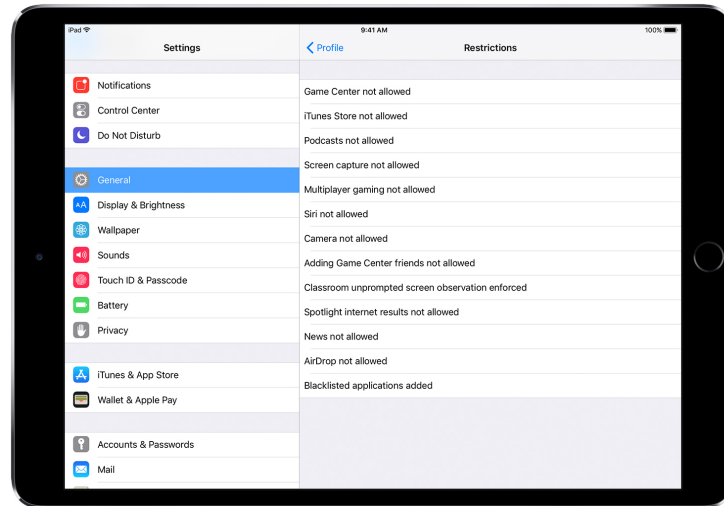 iPad
9:41 AM
100%
Settings
Profile
Restrictions
Notifications
Control Center
Do Not Disturb
General
AA
Display & Brightness
Wallpaper
Sounds
Touch ID & Passcode
Battery
Privacy
iTunes & App Store
Wallet & Apple Pay
Accounts & Passwords
Mail
Game Center not allowed
iTunes Store not allowed
Podcasts not allowed
Screen capture not allowed
Multiplayer gaming not allowed
Siri not allowed
Camera not allowed
Adding Game Center friends not allowed
Classroom unprompted screen observation enforced
Spotlight internet results not allowed
News not allowed
AirDrop not allowed
Blacklisted applications added